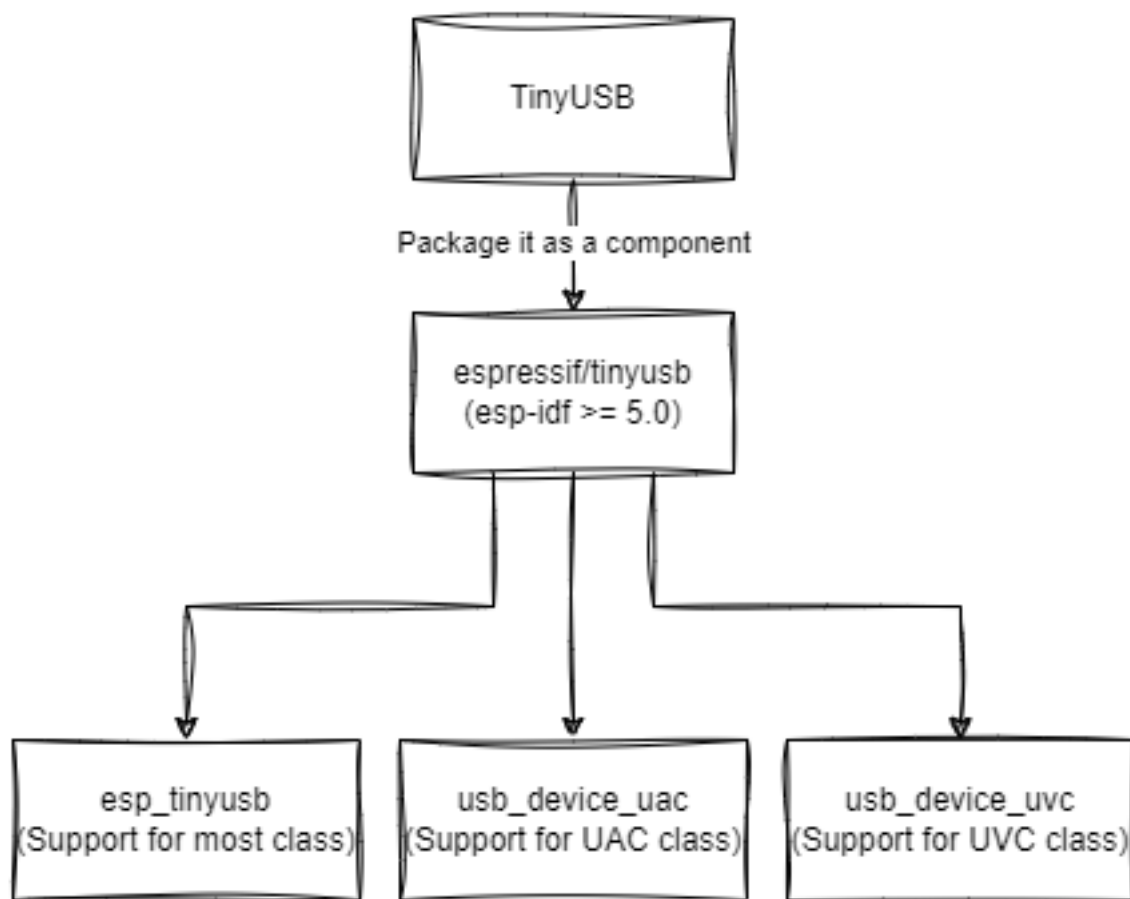 TinyUSB
Package it as a component
espressif/tinyusb
(esp-idf >= 5.0)
esp_tinyusb
(Support for most class)
usb_device_uac
(Support for UAC class)
usb_device_uvc
(Support for UVC class)